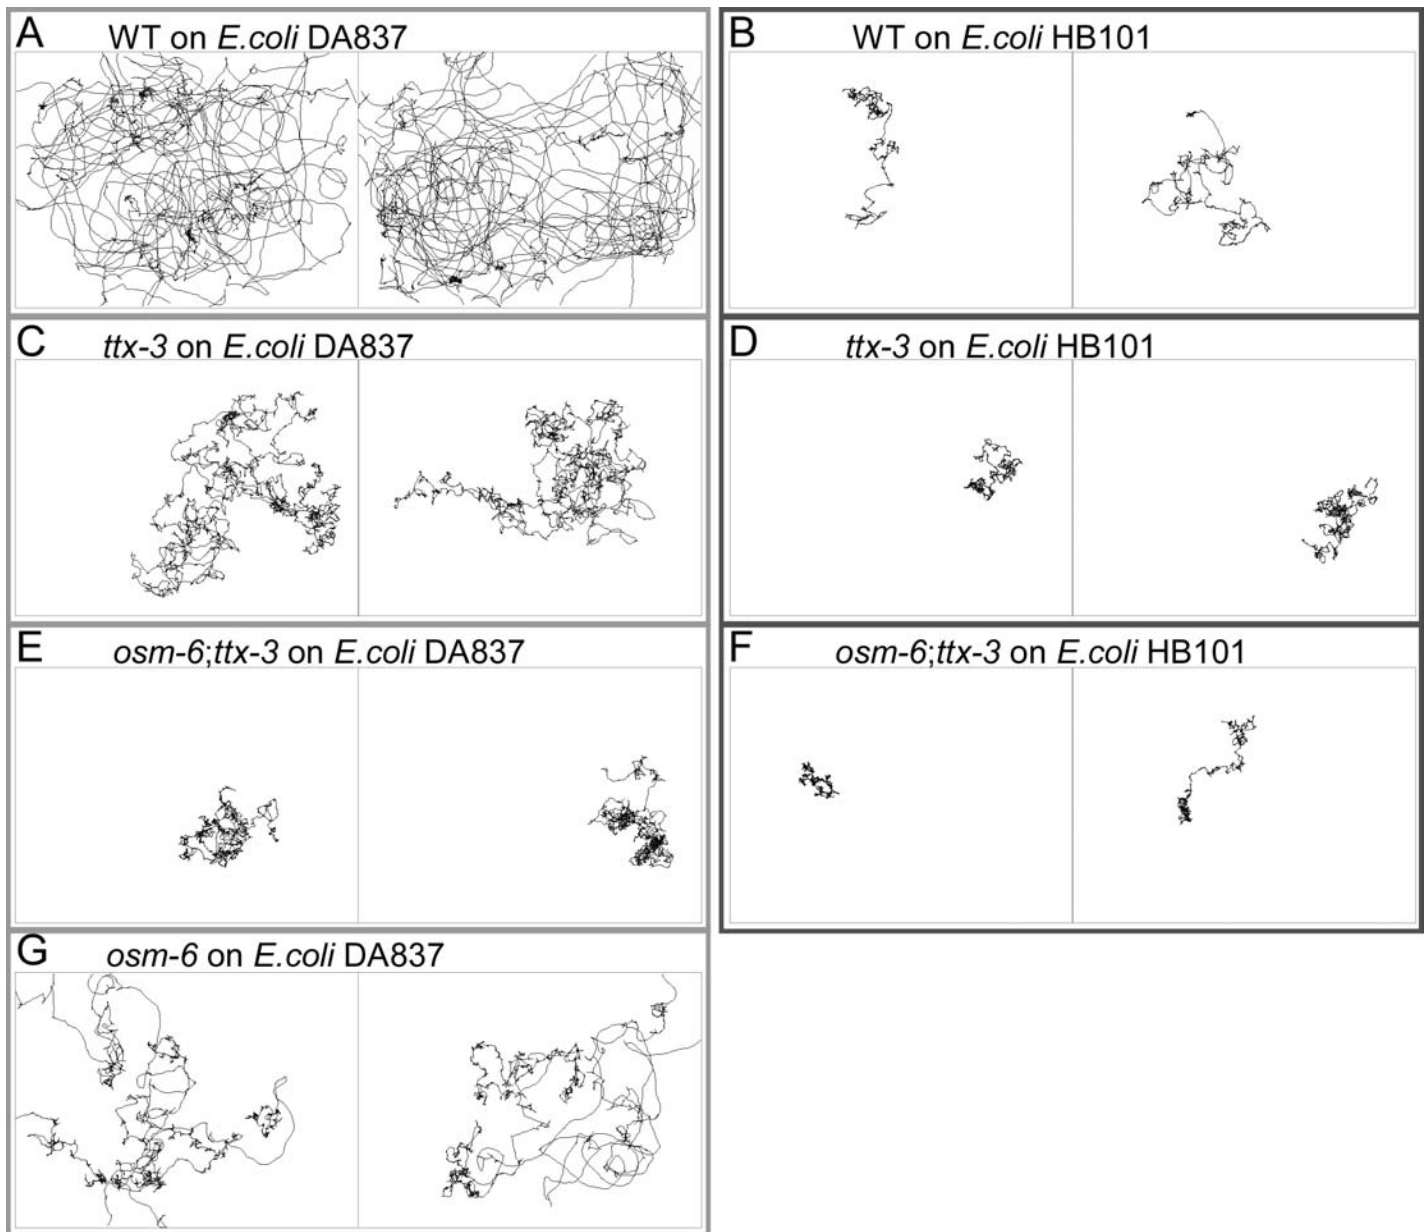 A WT on E.coli DA837
B WT on E.coli HB101
C ttx-3 on E.coli DA837
D ttx-3 on E.coli HB101
E osm-6;ttx-3 on E.coli DA837
F osm-6;ttx-3 on E.coli HB101
G osm-6 on E.coli DA837